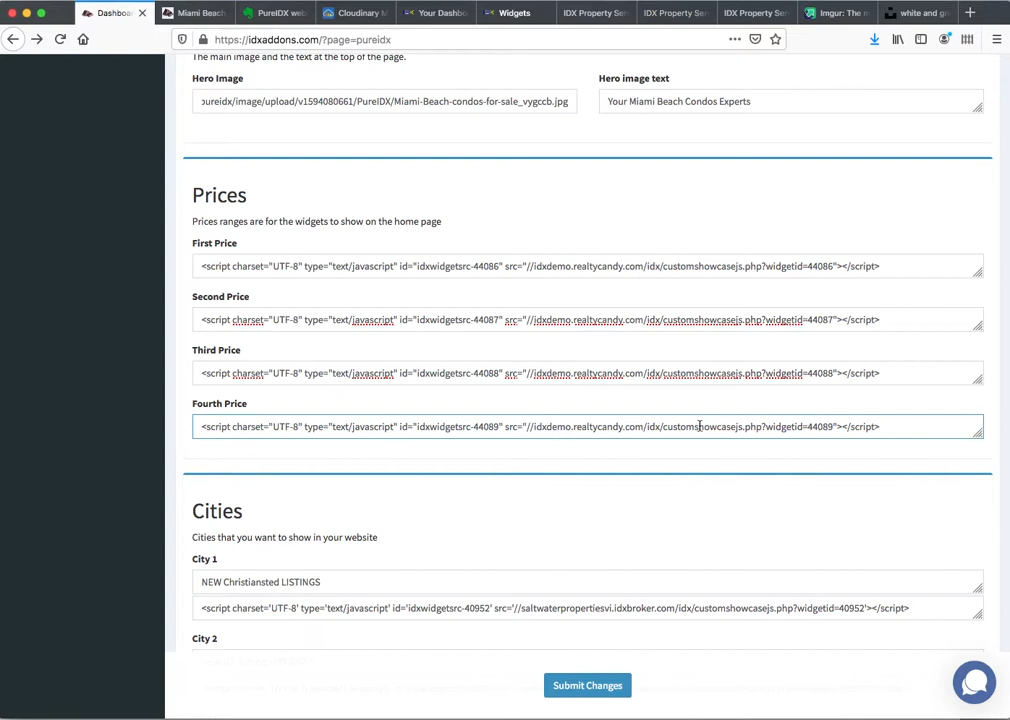 Dashboa
Miami Beach
PureIDX web
Cloudinary M
Your Dashbo
Widgets
IDX Property Ser
IDX Property Ser
IDX Property Ser
Imgur: The m
white and gr
https://idxaddons.com/?page=pureidx
The main image and the text at the top of the page.
Hero Image
Hero image text
pureidx/image/upload/v1594080661/PureIDX/Miami-Beach-condos-for-sale_vygccb.jpg
Your Miami Beach Condos Experts
Prices
Prices ranges are for the widgets to show on the home page
First Price
<script charset="UTF-8" type="text/javascript" id="idxwidgetsrc-44086" src="//idxdemo.realtycandy.com/idx/customshowcasejs.php?widgetid=44086"></script>
Second Price
<script charset="UTF-8" type="text/javascript" id="idxwidgetsrc-44087" src="//idxdemo.realtycandy.com/idx/customshowcasejs.php?widgetid=44087"></script>
Third Price
<script charset="UTF-8" type="text/javascript" id="idxwidgetsrc-44088" src="//idxdemo.realtycandy.com/idx/customshowcasejs.php?widgetid=44088"></script>
Fourth Price
<script charset="UTF-8" type="text/javascript" id="idxwidgetsrc-44089" src="//idxdemo.realtycandy.com/idx/customshowcasejs.php?widgetid=44089"></script>
Cities
Cities that you want to show in your website
City 1
NEW Christiansted LISTINGS
<script charset='UTF-8' type='text/javascript' id='idxwidgetsrc-40952' src='//saltwaterpropertiesvi.idxbroker.com/idx/customshowcasejs.php?widgetid=40952'></script>
City 2
Submit Changes